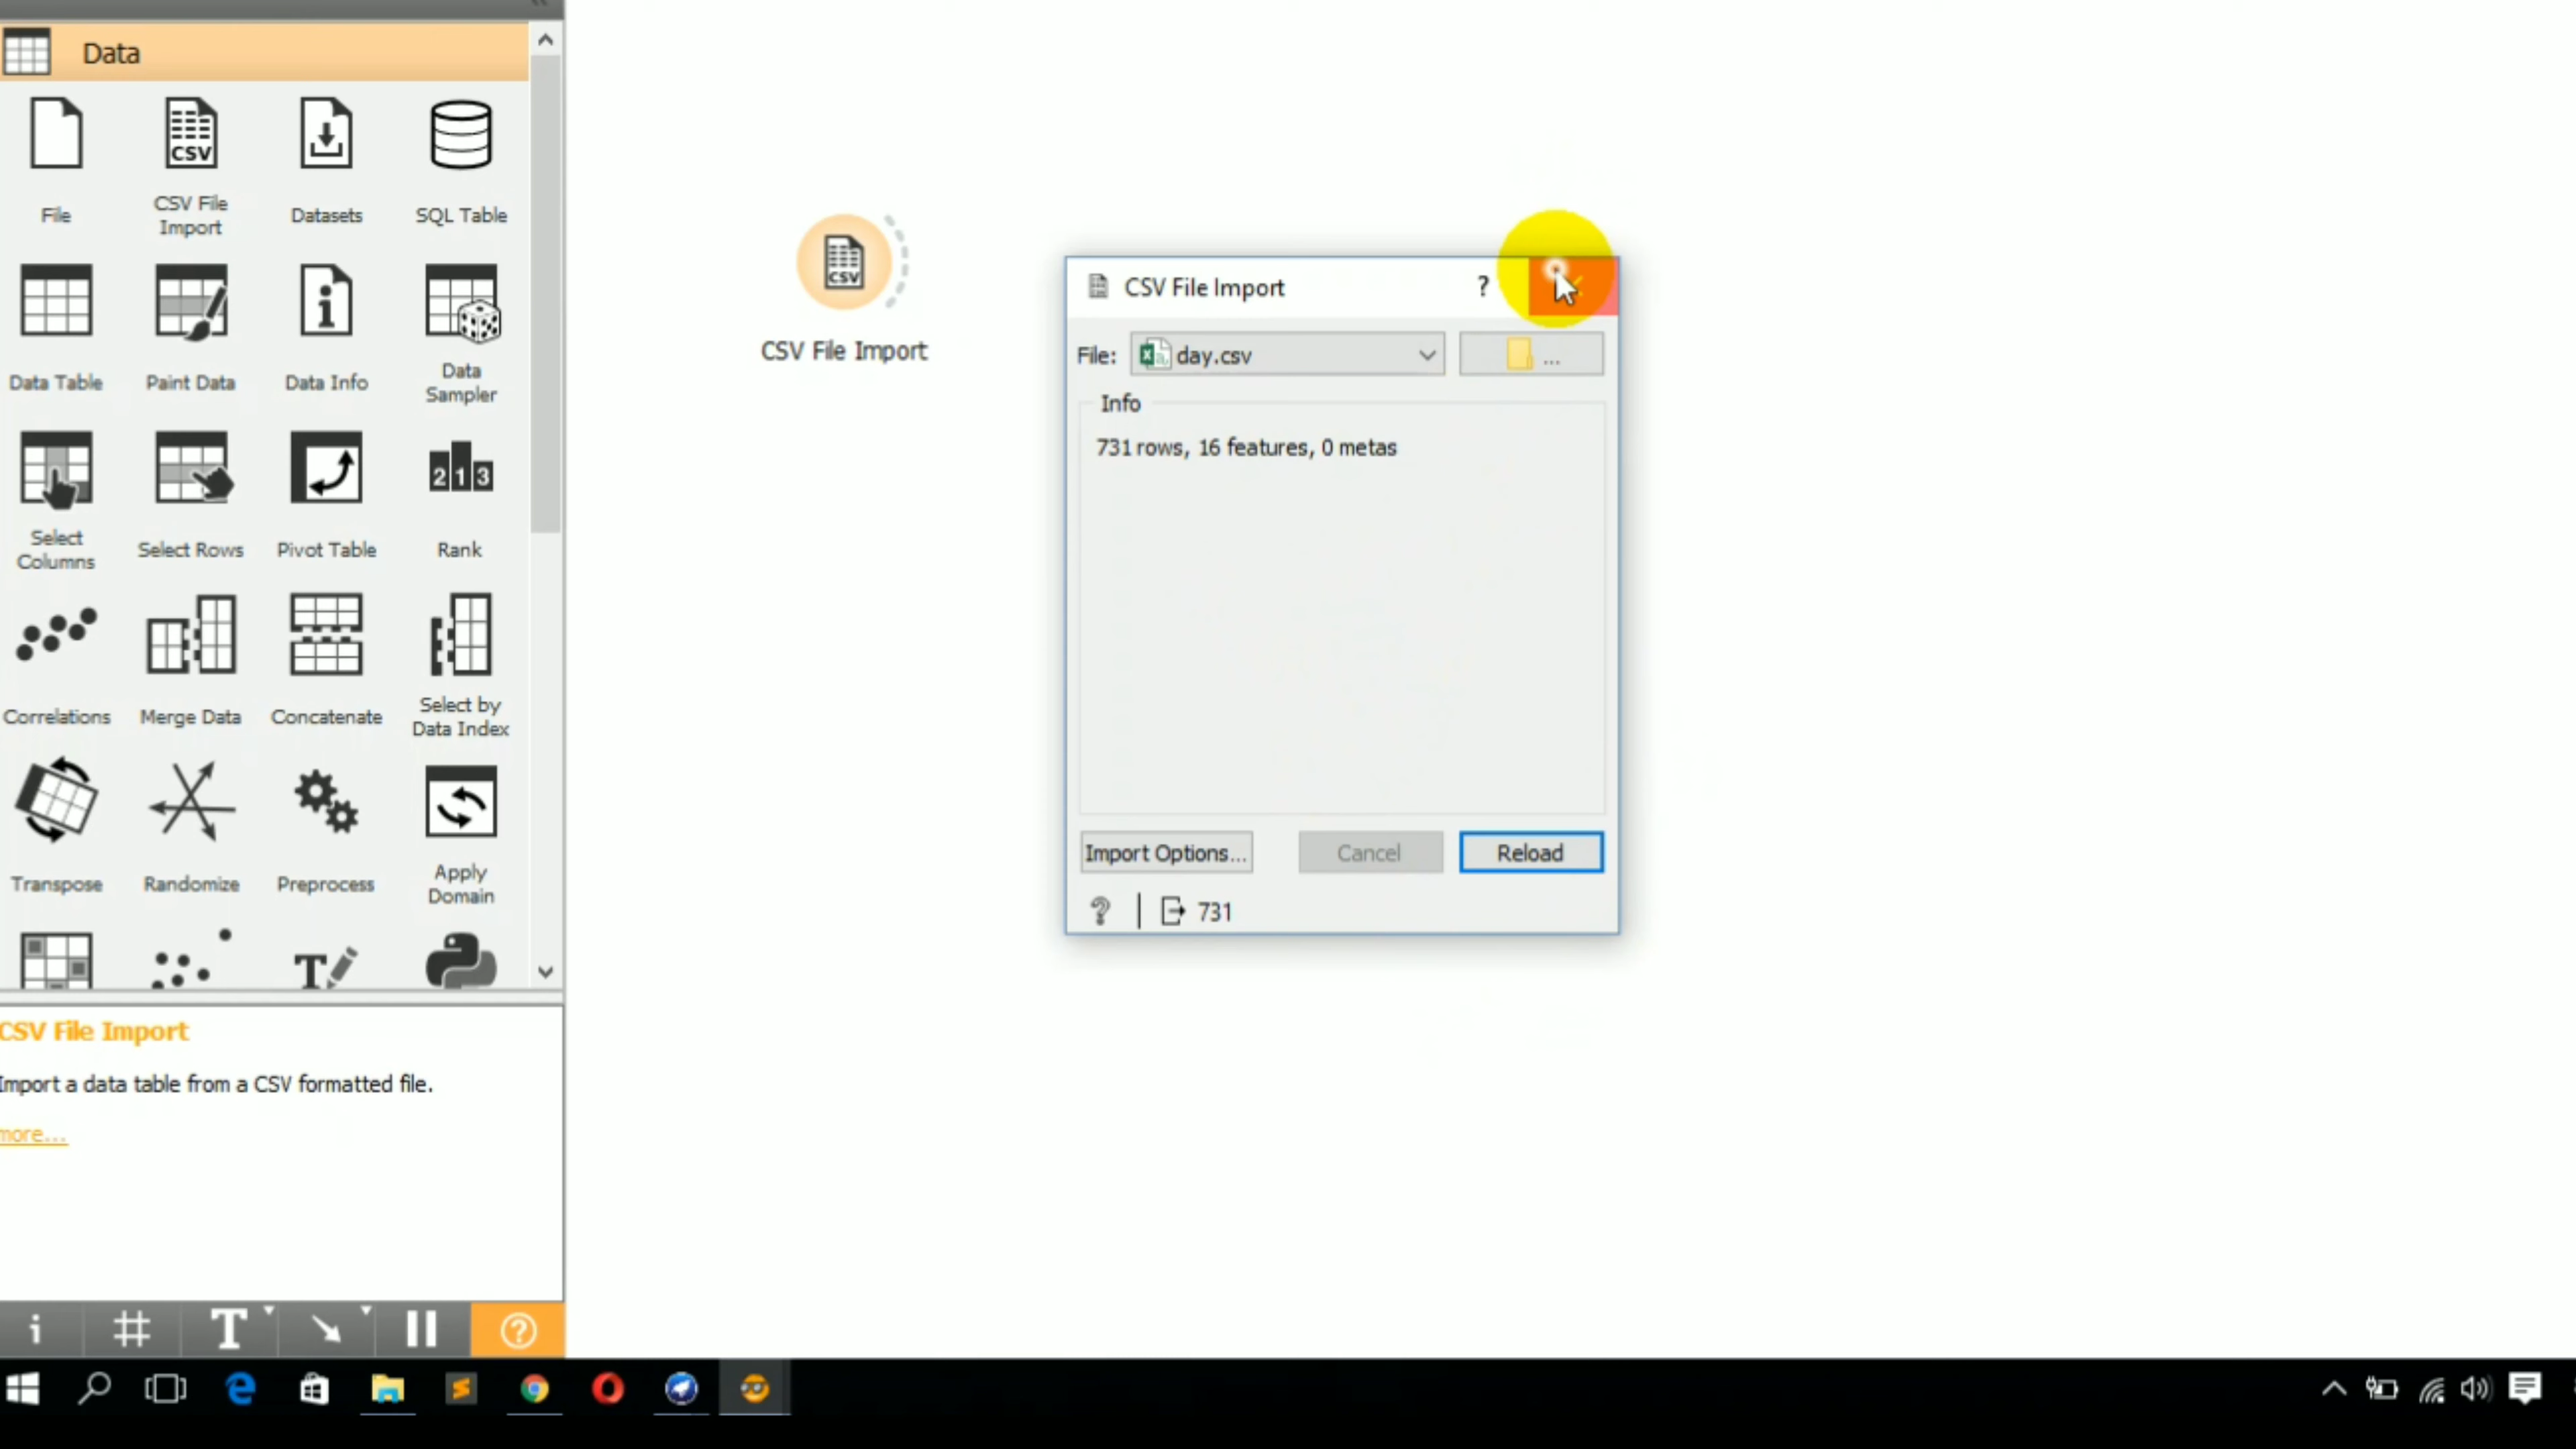 Data
File
CSV File
Import
Datasets
SQL Table
Data Table
Paint Data
Data Info
Data
Sampler
Select
Columns
Select Rows
Pivot Table
Rank
Correlations
Merge Data
Concatenate
Select by
Data Index
Transpose
Randomize
Preprocess
Apply
Domain
CSV File Import
Import a data table from a CSV formatted file.
more...
CSV File Import
CSV File Import
File: day.csv ...
Info
731 rows, 16 features, 0 metas
Import Options... Cancel Reload
? | 731